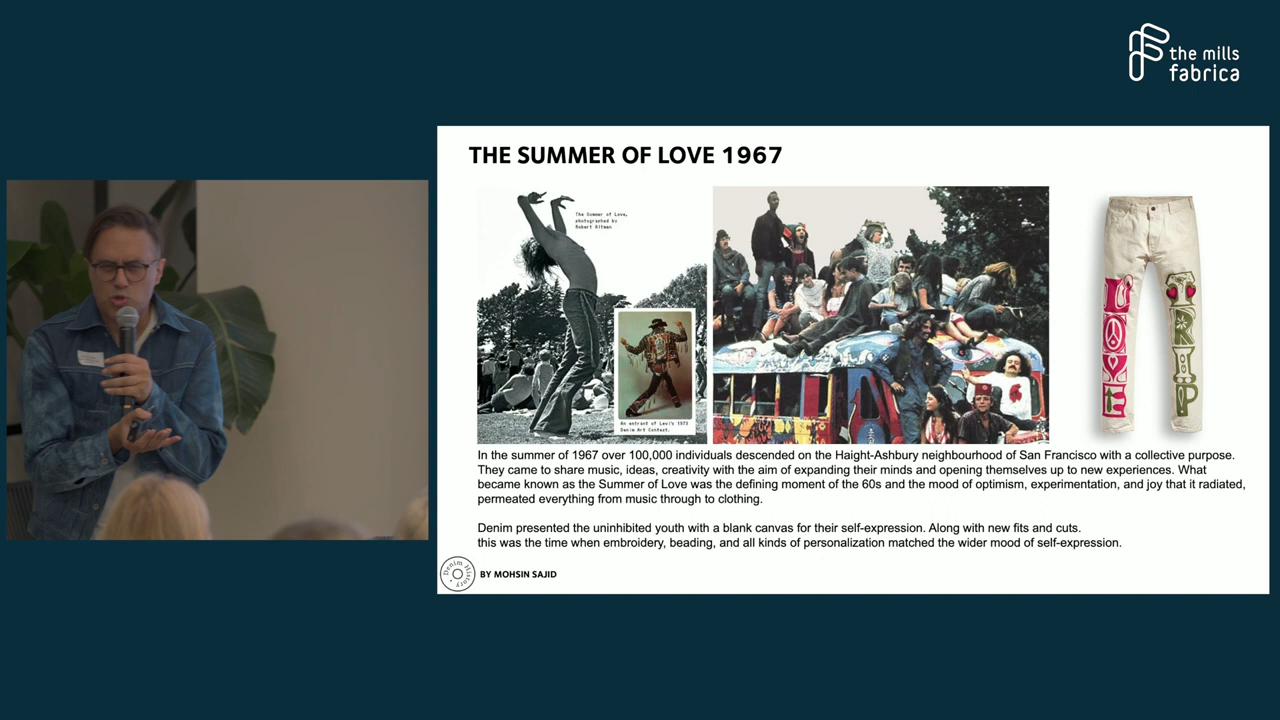 the mills
fabrica
THE SUMMER OF LOVE 1967
The Summer of Love,
photographed by
Robert Altman
An entrant of Levi's 1973
Denim Art Contest.
LOVE
TRIP
In the summer of 1967 over 100,000 individuals descended on the Haight-Ashbury neighbourhood of San Francisco with a collective purpose.
They came to share music, ideas, creativity with the aim of expanding their minds and opening themselves up to new experiences. What
became known as the Summer of Love was the defining moment of the 60s and the mood of optimism, experimentation, and joy that it radiated,
permeated everything from music through to clothing.
Denim presented the uninhibited youth with a blank canvas for their self-expression. Along with new fits and cuts.
this was the time when embroidery, beading, and all kinds of personalization matched the wider mood of self-expression.
Denim History
BY MOHSIN SAJID